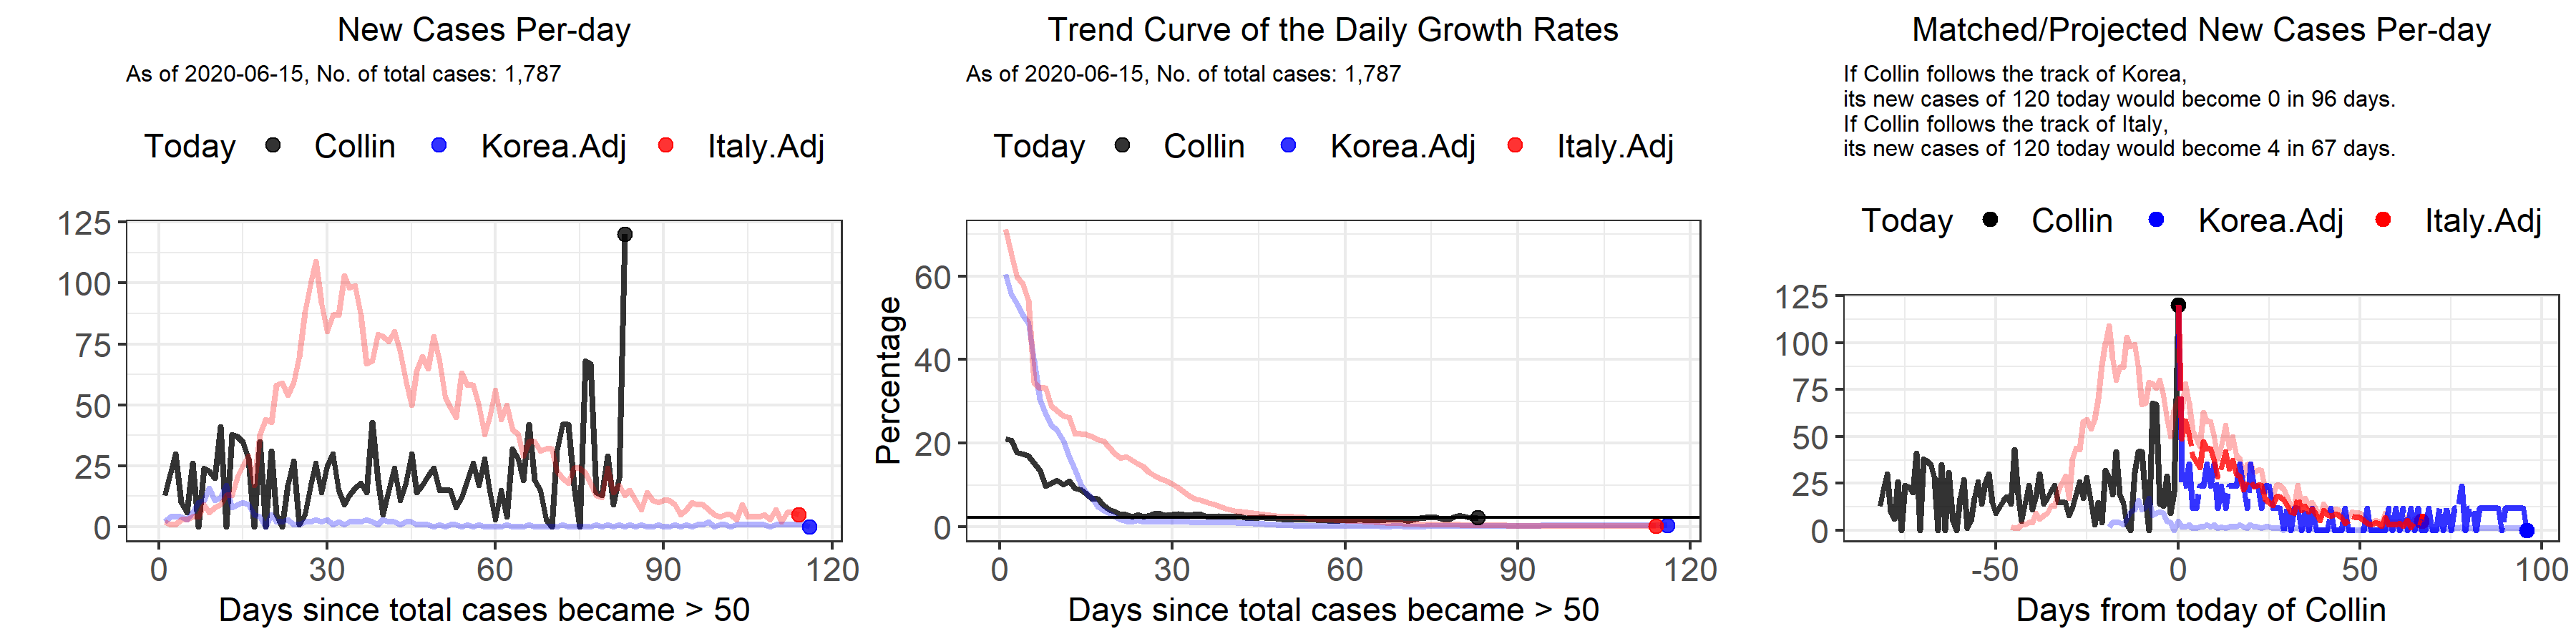 New Cases Per-day
As of 2020-06-15, No. of total cases: 1,787
Today Collin Korea.Adj Italy.Adj
125
100
75
50
25
0
0 30 60 90 120
Days since total cases became > 50
Trend Curve of the Daily Growth Rates
As of 2020-06-15, No. of total cases: 1,787
Today Collin Korea.Adj Italy.Adj
Percentage
60
40
20
0
0 30 60 90 120
Days since total cases became > 50
Matched/Projected New Cases Per-day
If Collin follows the track of Korea,
its new cases of 120 today would become 0 in 96 days.
If Collin follows the track of Italy,
its new cases of 120 today would become 4 in 67 days.
Today Collin Korea.Adj Italy.Adj
125
100
75
50
25
0
-50 0 50 100
Days from today of Collin